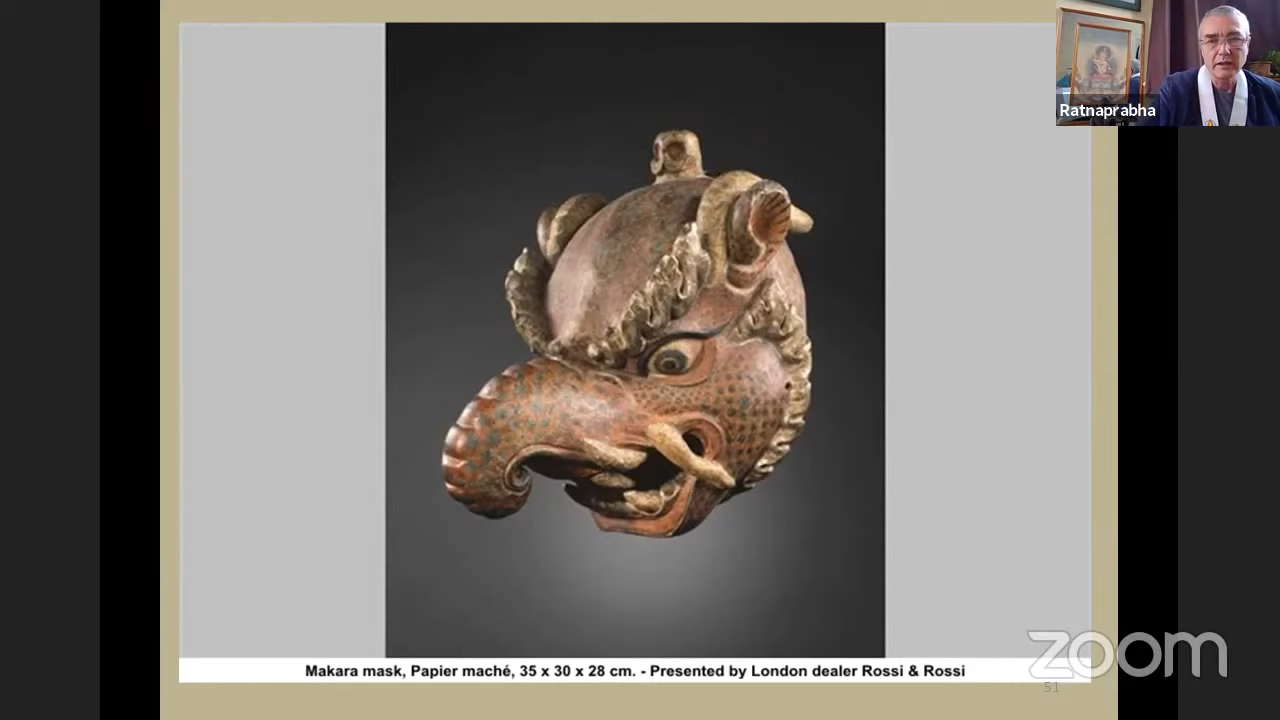 Ratnaprabha
Makara mask, Papier maché, 35 x 30 x 28 cm. - Presented by London dealer Rossi & Rossi
zoom
51